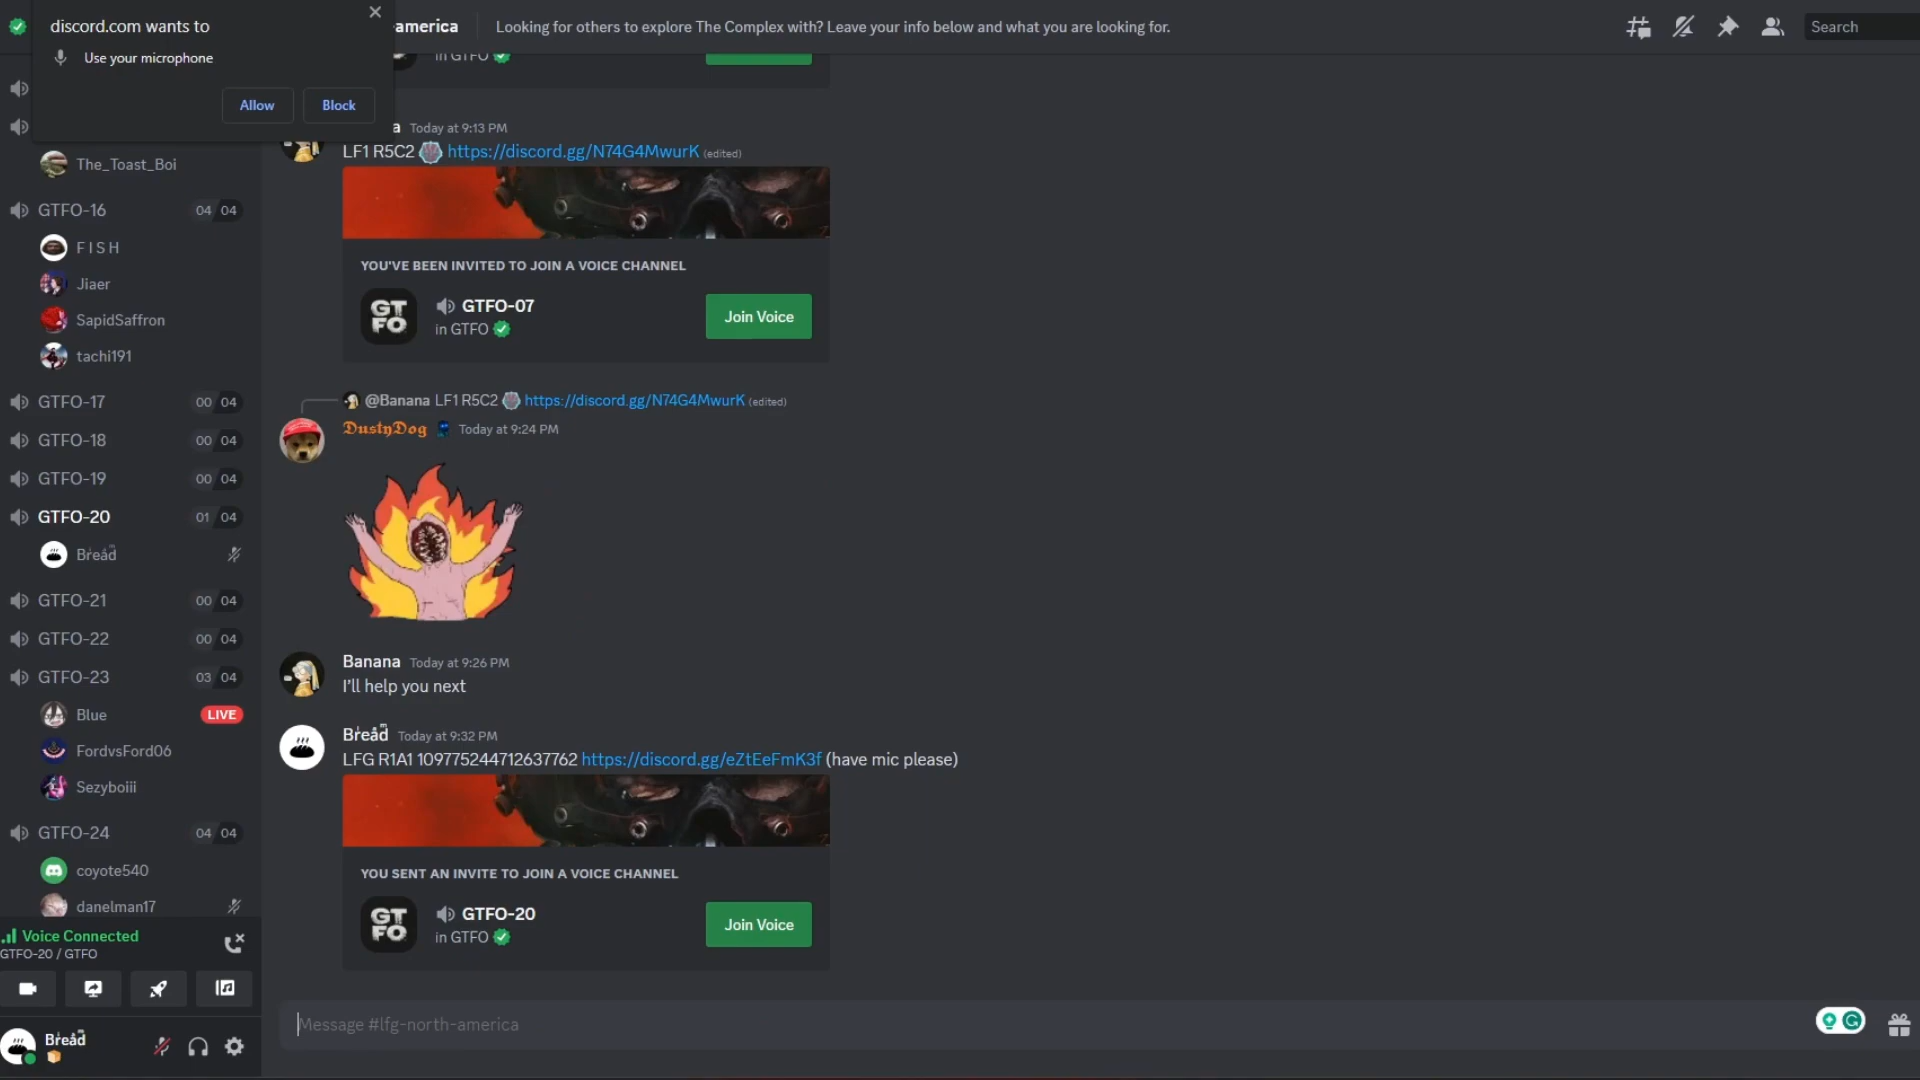 discord.com wants to
Use your microphone
Allow
Block
america
Looking for others to explore The Complex with? Leave your info below and what you are looking for.
Search
The_Toast_Boi
GTFO-16
04 04
F I S H
Jiaer
SapidSaffron
tachi191
GTFO-17
00 04
GTFO-18
00 04
GTFO-19
00 04
GTFO-20
01 04
Bread
GTFO-21
00 04
GTFO-22
00 04
GTFO-23
03 04
Blue
LIVE
FordvsFord06
Sezyboiii
GTFO-24
04 04
coyote540
danelman17
Voice Connected
GTFO-20 / GTFO
Bread
in GTFO
a Today at 9:13 PM
LF1 R5C2 https://discord.gg/N74G4MwurK (edited)
YOU'VE BEEN INVITED TO JOIN A VOICE CHANNEL
GT
FO
GTFO-07
in GTFO
Join Voice
@Banana LF1 R5C2 https://discord.gg/N74G4MwurK (edited)
DustyDog Today at 9:24 PM
Banana Today at 9:26 PM
I'll help you next
Bread Today at 9:32 PM
LFG R1A1 109775244712637762 https://discord.gg/eZtEeFmK3f (have mic please)
YOU SENT AN INVITE TO JOIN A VOICE CHANNEL
GT
FO
GTFO-20
in GTFO
Join Voice
Message #lfg-north-america